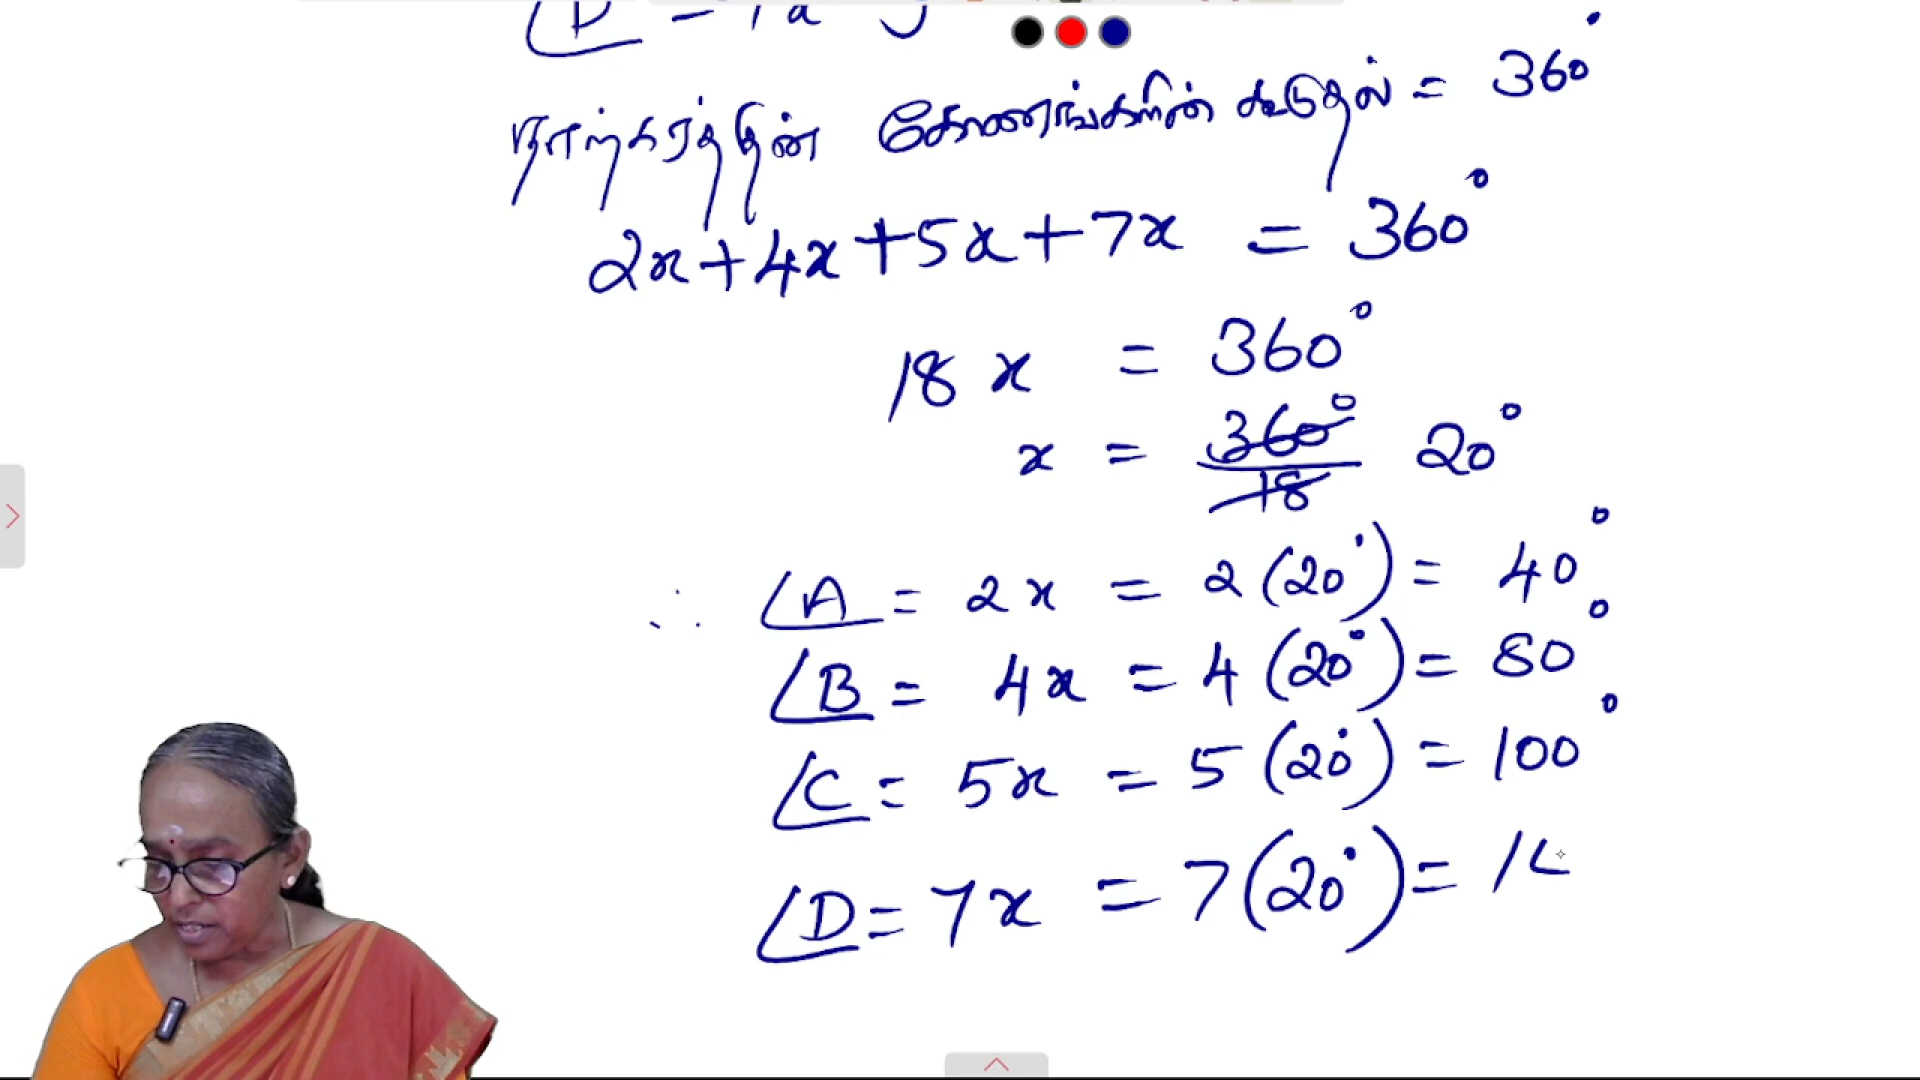 ∠D = 7x
நாற்கரத்தின் கோணங்களின் கூடுதல் = 360°
2x+4x+5x+7x = 360°
18x = 360°
x = 360°/18 20°
∴ ∠A = 2x = 2(20°) = 40°
∠B = 4x = 4(20°) = 80°
∠C = 5x = 5(20°) = 100°
∠D = 7x = 7(20°) = 14